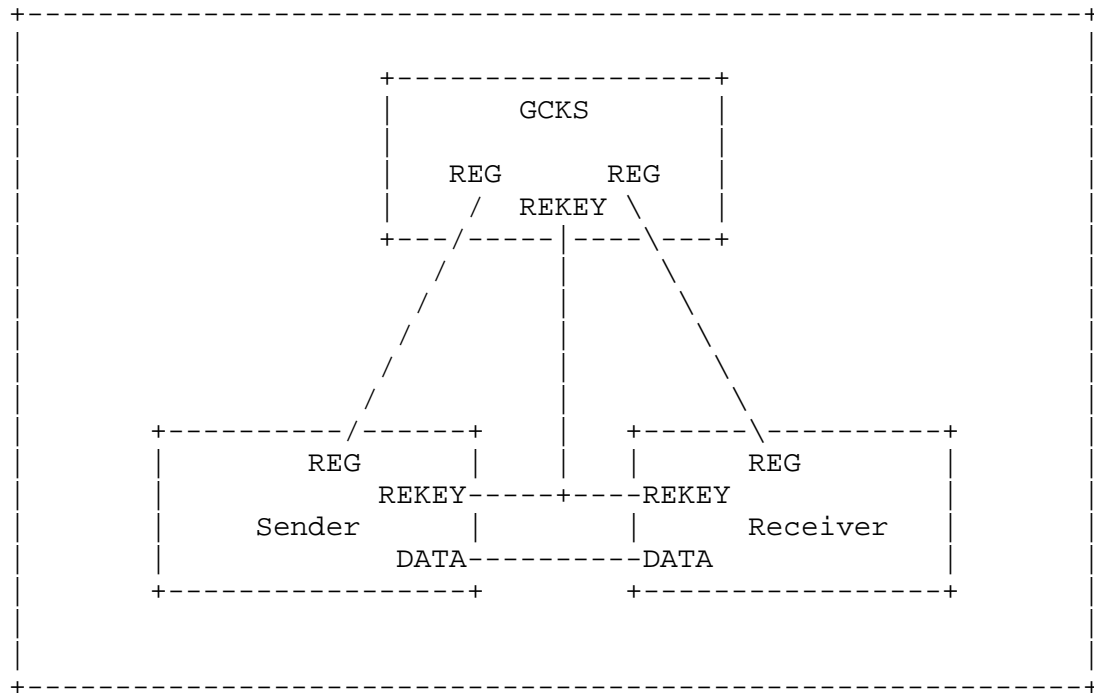 GCKS
REG REG
REKEY
REG REG
REKEY REKEY
Sender Receiver
DATA DATA